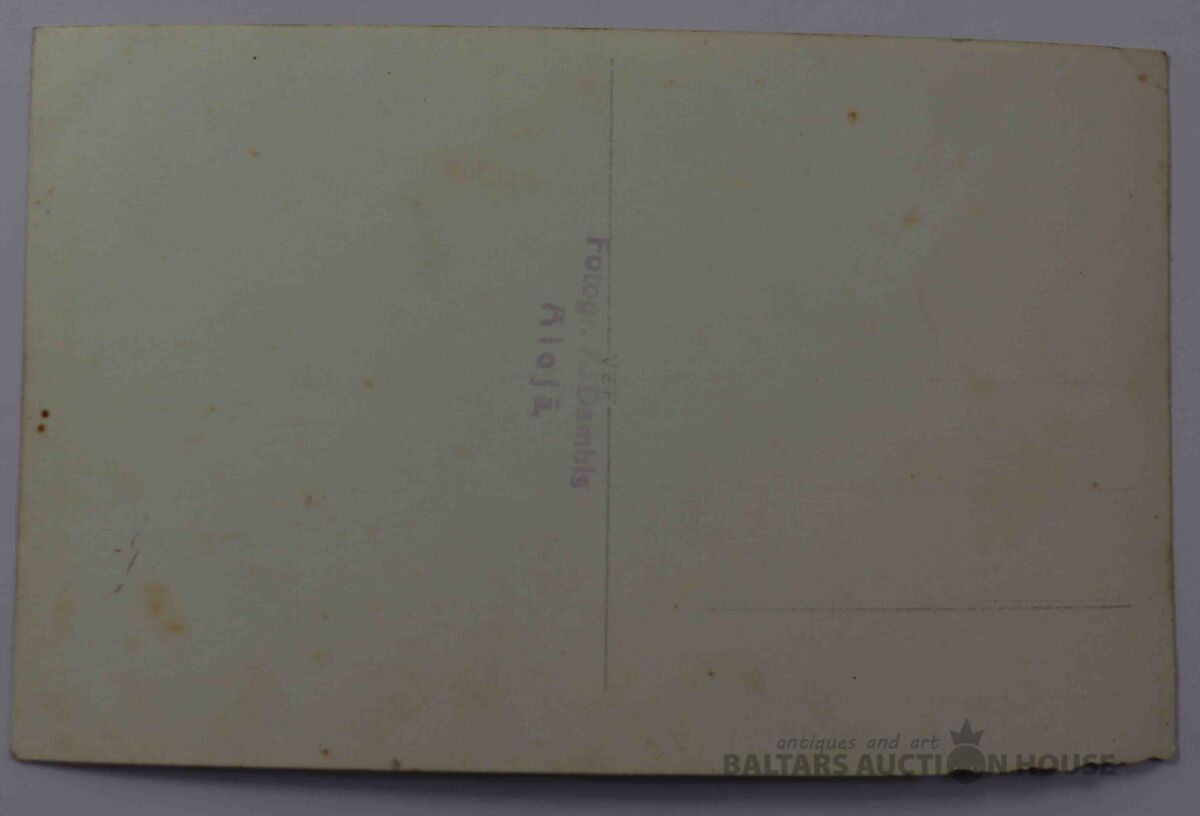 Fotogr. A. Dambis
Alojā,
VEF
antiques and art
BALTARS AUCTION HOUSE